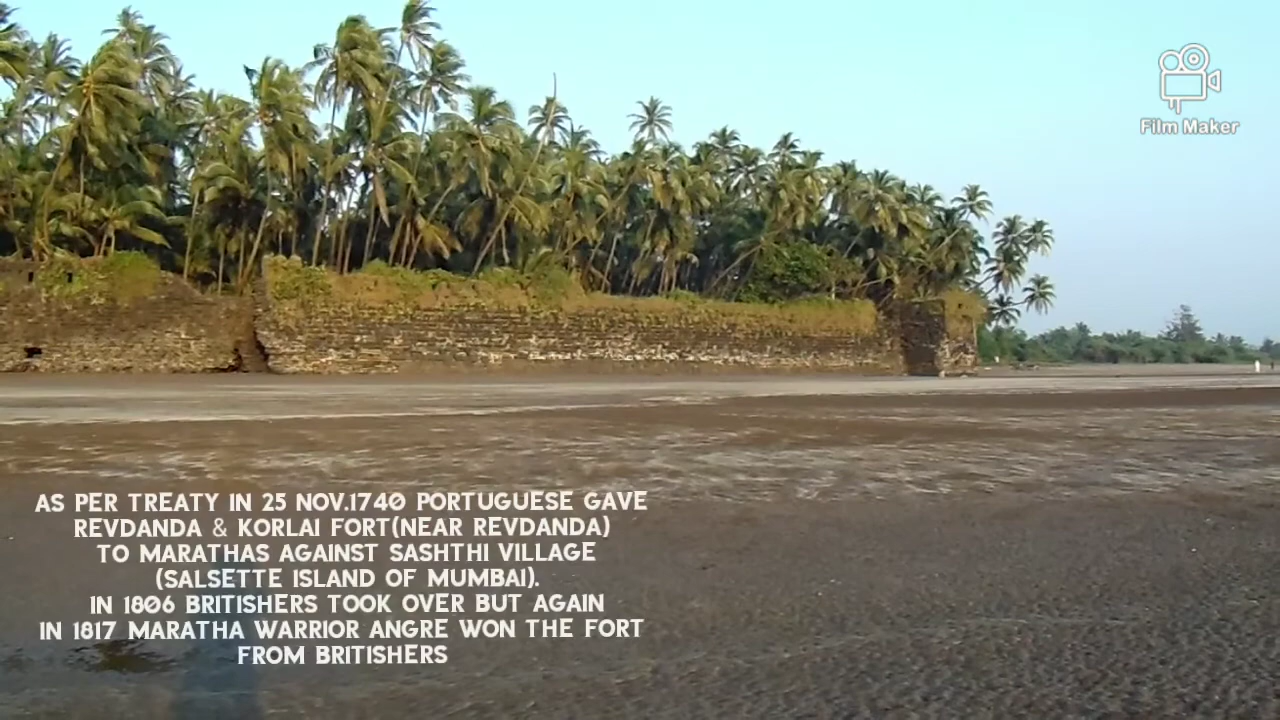 Film Maker
AS PER TREATY IN 25 NOV.1740 PORTUGUESE GAVE
REVDANDA & KORLAI FORT(NEAR REVDANDA)
TO MARATHAS AGAINST SASHTHI VILLAGE
(SALSETTE ISLAND OF MUMBAI).
IN 1806 BRITISHERS TOOK OVER BUT AGAIN
IN 1817 MARATHA WARRIOR ANGRE WON THE FORT
FROM BRITISHERS